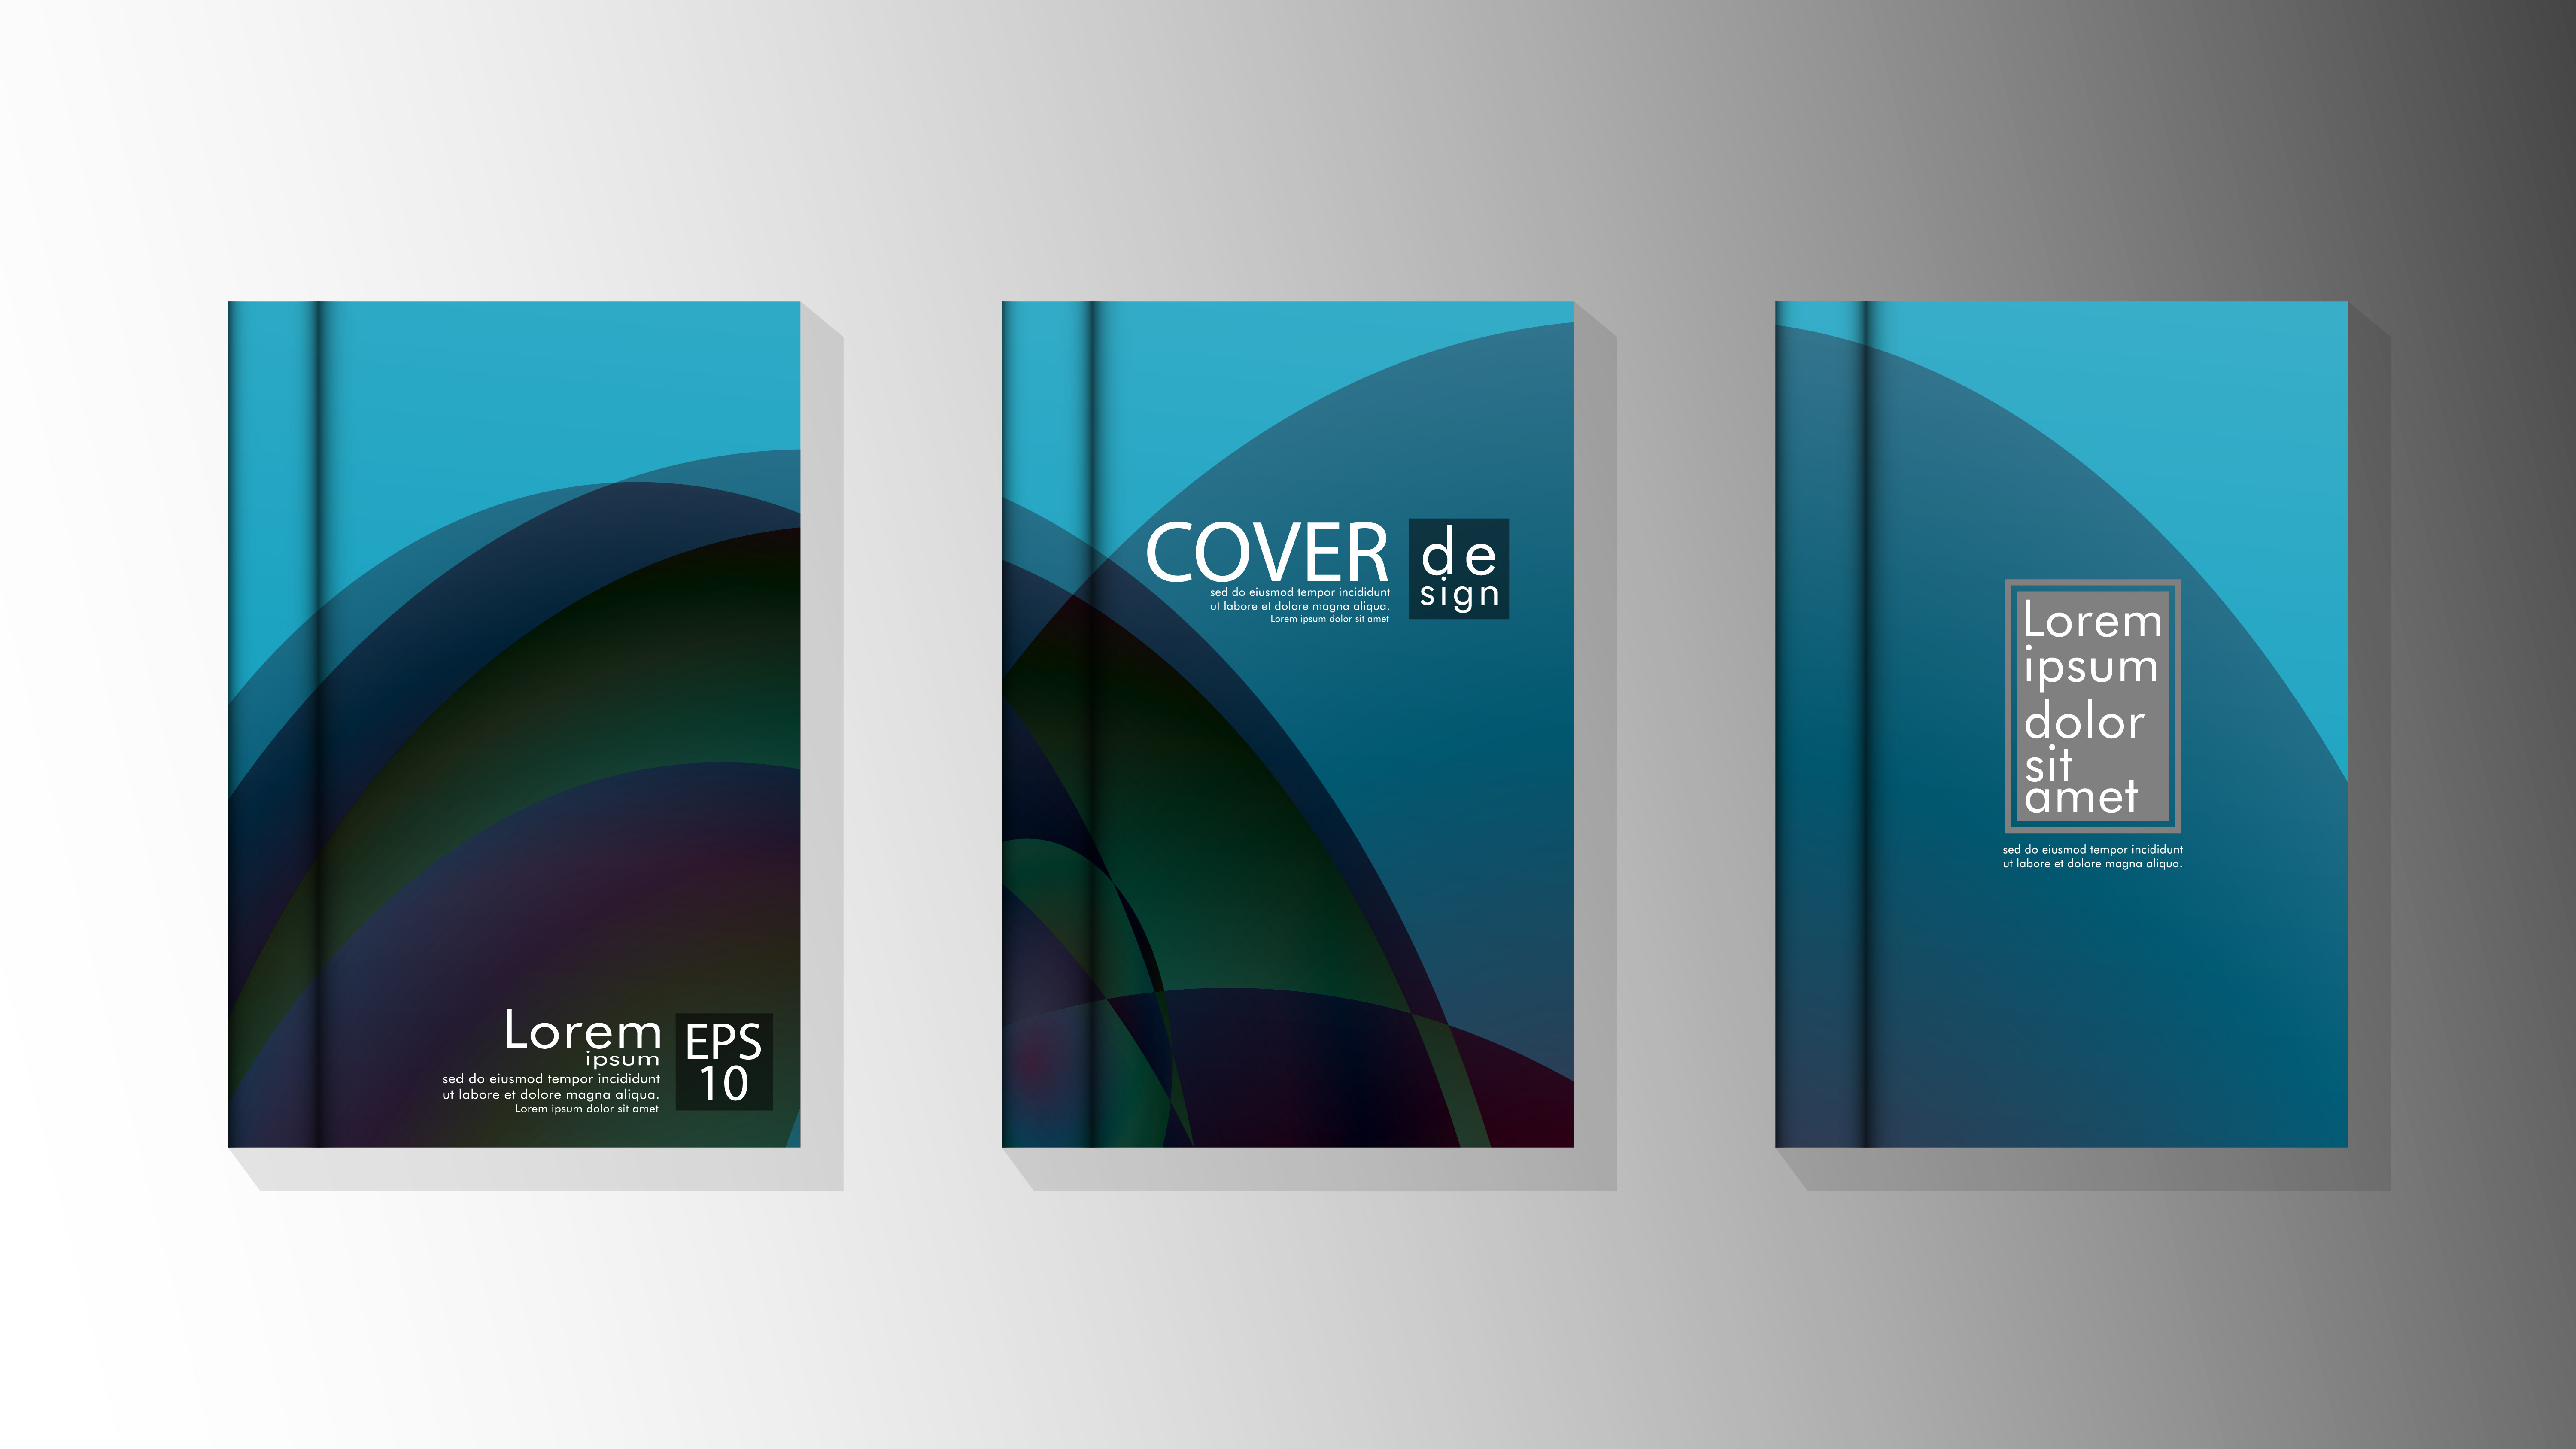 Lorem
ipsum
sed do eiusmod tempor incididunt
ut labore et dolore magna aliqua.
Lorem ipsum dolor sit amet
EPS
10
COVER
sed do eiusmod tempor incididunt
ut labore et dolore magna aliqua.
Lorem ipsum dolor sit amet
de
sign
Lorem
ipsum
dolor
sit
amet
sed do eiusmod tempor incididunt
ut labore et dolore magna aliqua.